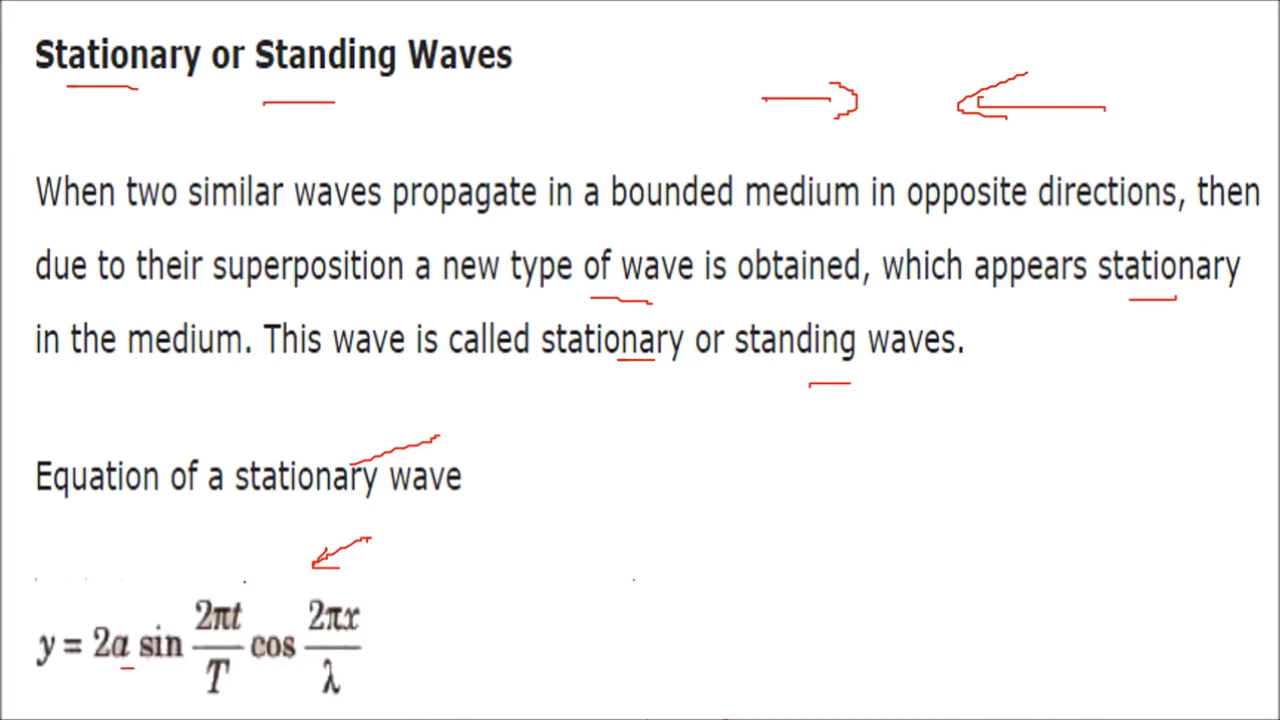 Stationary or Standing Waves
When two similar waves propagate in a bounded medium in opposite directions, then
due to their superposition a new type of wave is obtained, which appears stationary
in the medium. This wave is called stationary or standing waves.
Equation of a stationary wave
y = 2a sin 2πt/T cos 2πx/λ